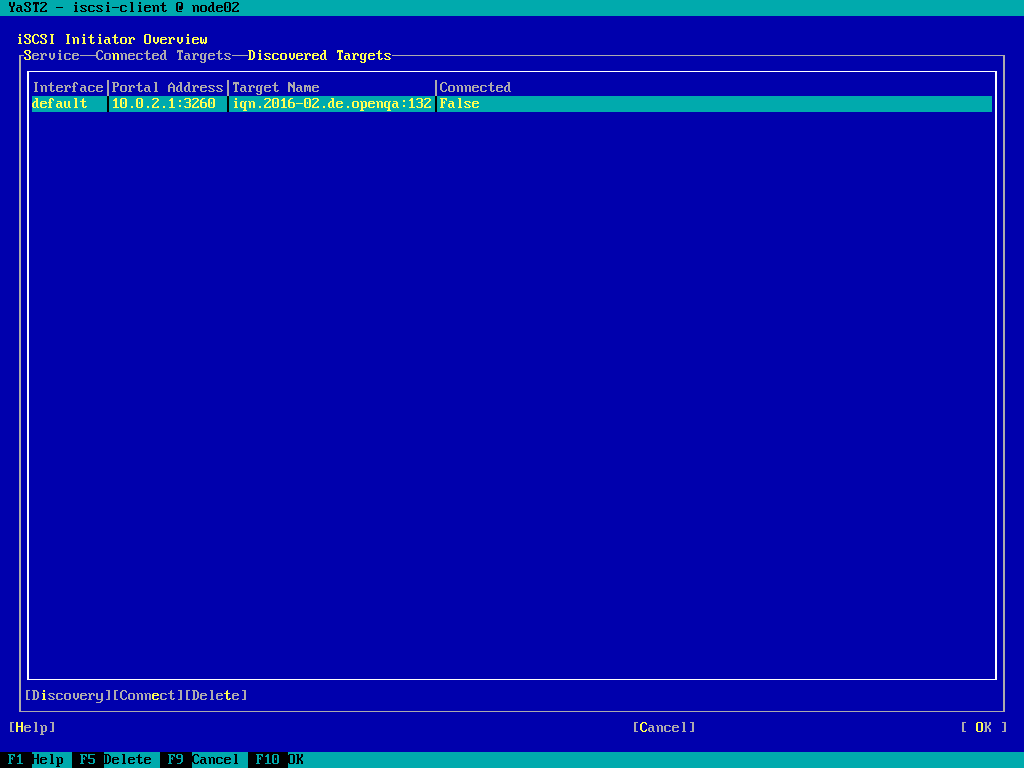 YaST2 - iscsi-client @ node02
iSCSI Initiator Overview
Service—Connected Targets—Discovered Targets
Interface|Portal Address|Target Name|Connected
default|10.0.2.1:3260|iqn.2016-02.de.openqa:132|False
[Discovery][Connect][Delete]
[Help] [Cancel] [ OK ]
F1 Help F5 Delete F9 Cancel F10 OK